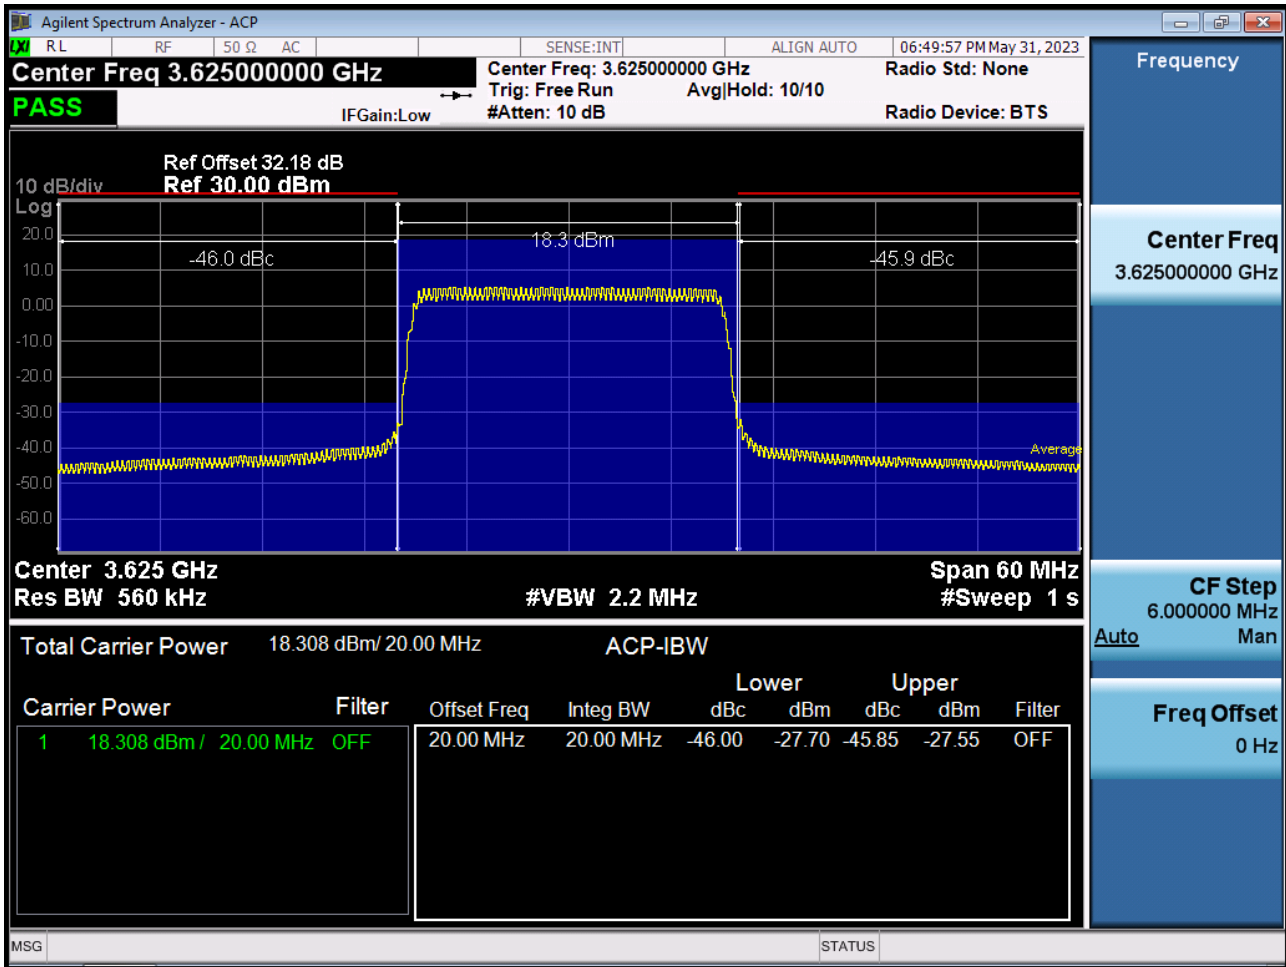 Agilent Spectrum Analyzer - ACP
LXI RL RF 50 Ω AC SENSE:INT ALIGN AUTO 06:49:57 PM May 31, 2023
Center Freq 3.625000000 GHz
PASS
IFGain:Low
Center Freq: 3.625000000 GHz
Trig: Free Run Avg|Hold: 10/10
#Atten: 10 dB
Radio Std: None
Radio Device: BTS
Ref Offset 32.18 dB
10 dB/div Ref 30.00 dBm
Log
20.0
10.0
0.00
-10.0
-20.0
-30.0
-40.0
-50.0
-60.0
-46.0 dBc
18.3 dBm
-45.9 dBc
Average
Center 3.625 GHz Span 60 MHz
Res BW 560 kHz #VBW 2.2 MHz #Sweep 1 s
Total Carrier Power 18.308 dBm/ 20.00 MHz ACP-IBW
Lower Upper
Carrier Power Filter Offset Freq Integ BW dBc dBm dBc dBm Filter
1 18.308 dBm / 20.00 MHz OFF 20.00 MHz 20.00 MHz -46.00 -27.70 -45.85 -27.55 OFF
MSG STATUS
Frequency
Center Freq
3.625000000 GHz
CF Step
6.000000 MHz
Auto Man
Freq Offset
0 Hz